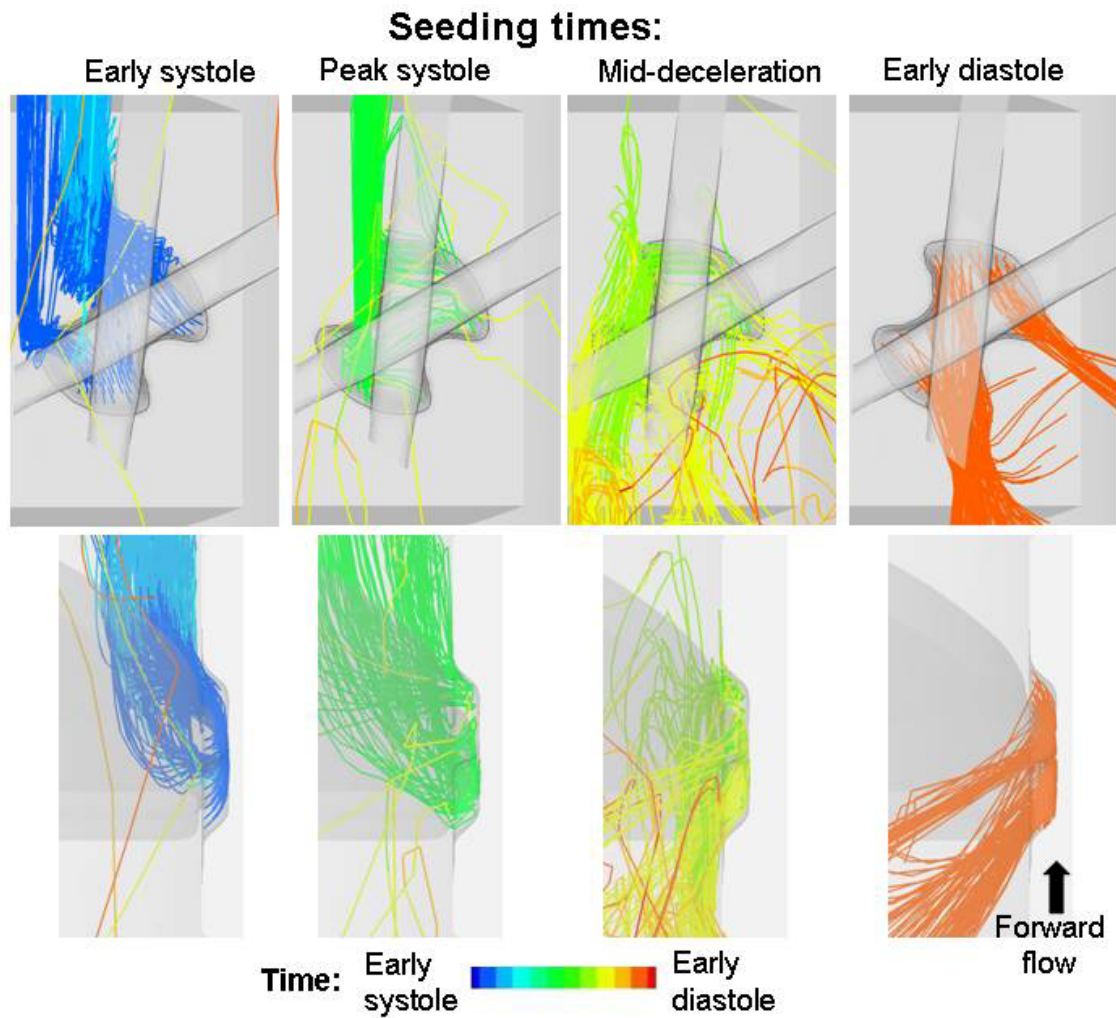 Seeding times:
Early systole Peak systole Mid-deceleration Early diastole
Forward
flow
Time: Early
systole
Early
diastole